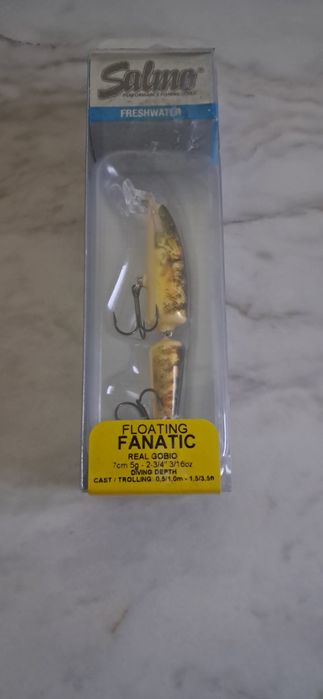 Salmo
PERFORMANCE FISHING LURES
FRESHWATER
FLOATING
FANATIC
REAL GOBIO
7cm 5g - 2-3/4" 3/16oz
DIVING DEPTH
CAST / TROLLING 0,5/1,0m - 1,5/3,5ft